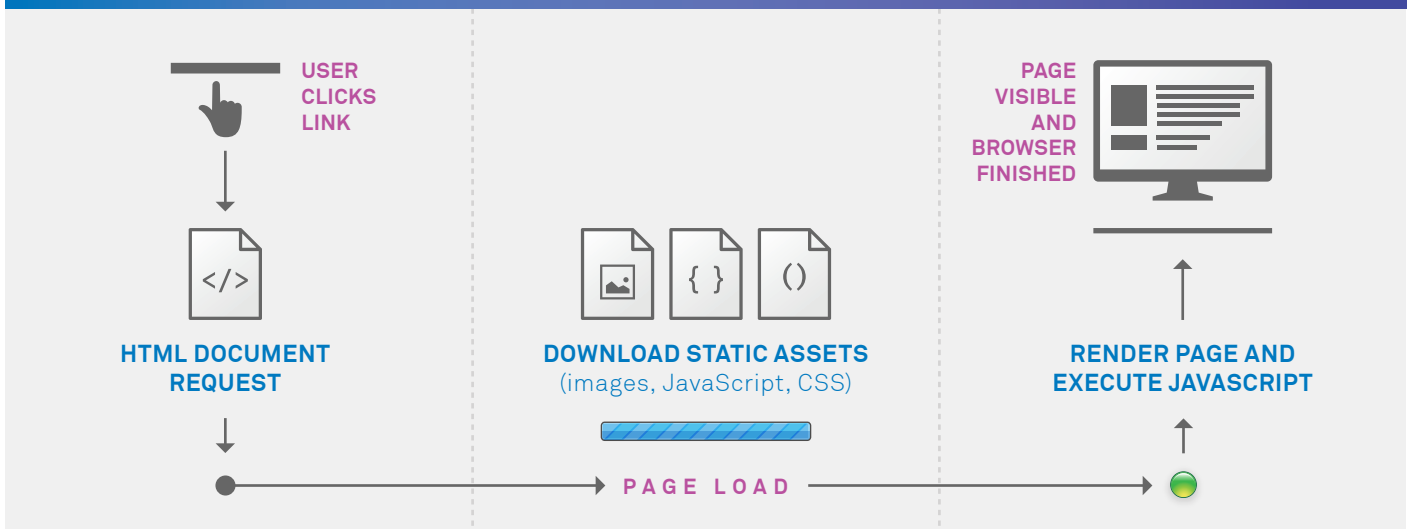 USER
CLICKS
LINK
</>
HTML DOCUMENT
REQUEST
{ }
()
DOWNLOAD STATIC ASSETS
(images, JavaScript, CSS)
PAGE LOAD
PAGE
VISIBLE
AND
BROWSER
FINISHED
RENDER PAGE AND
EXECUTE JAVASCRIPT